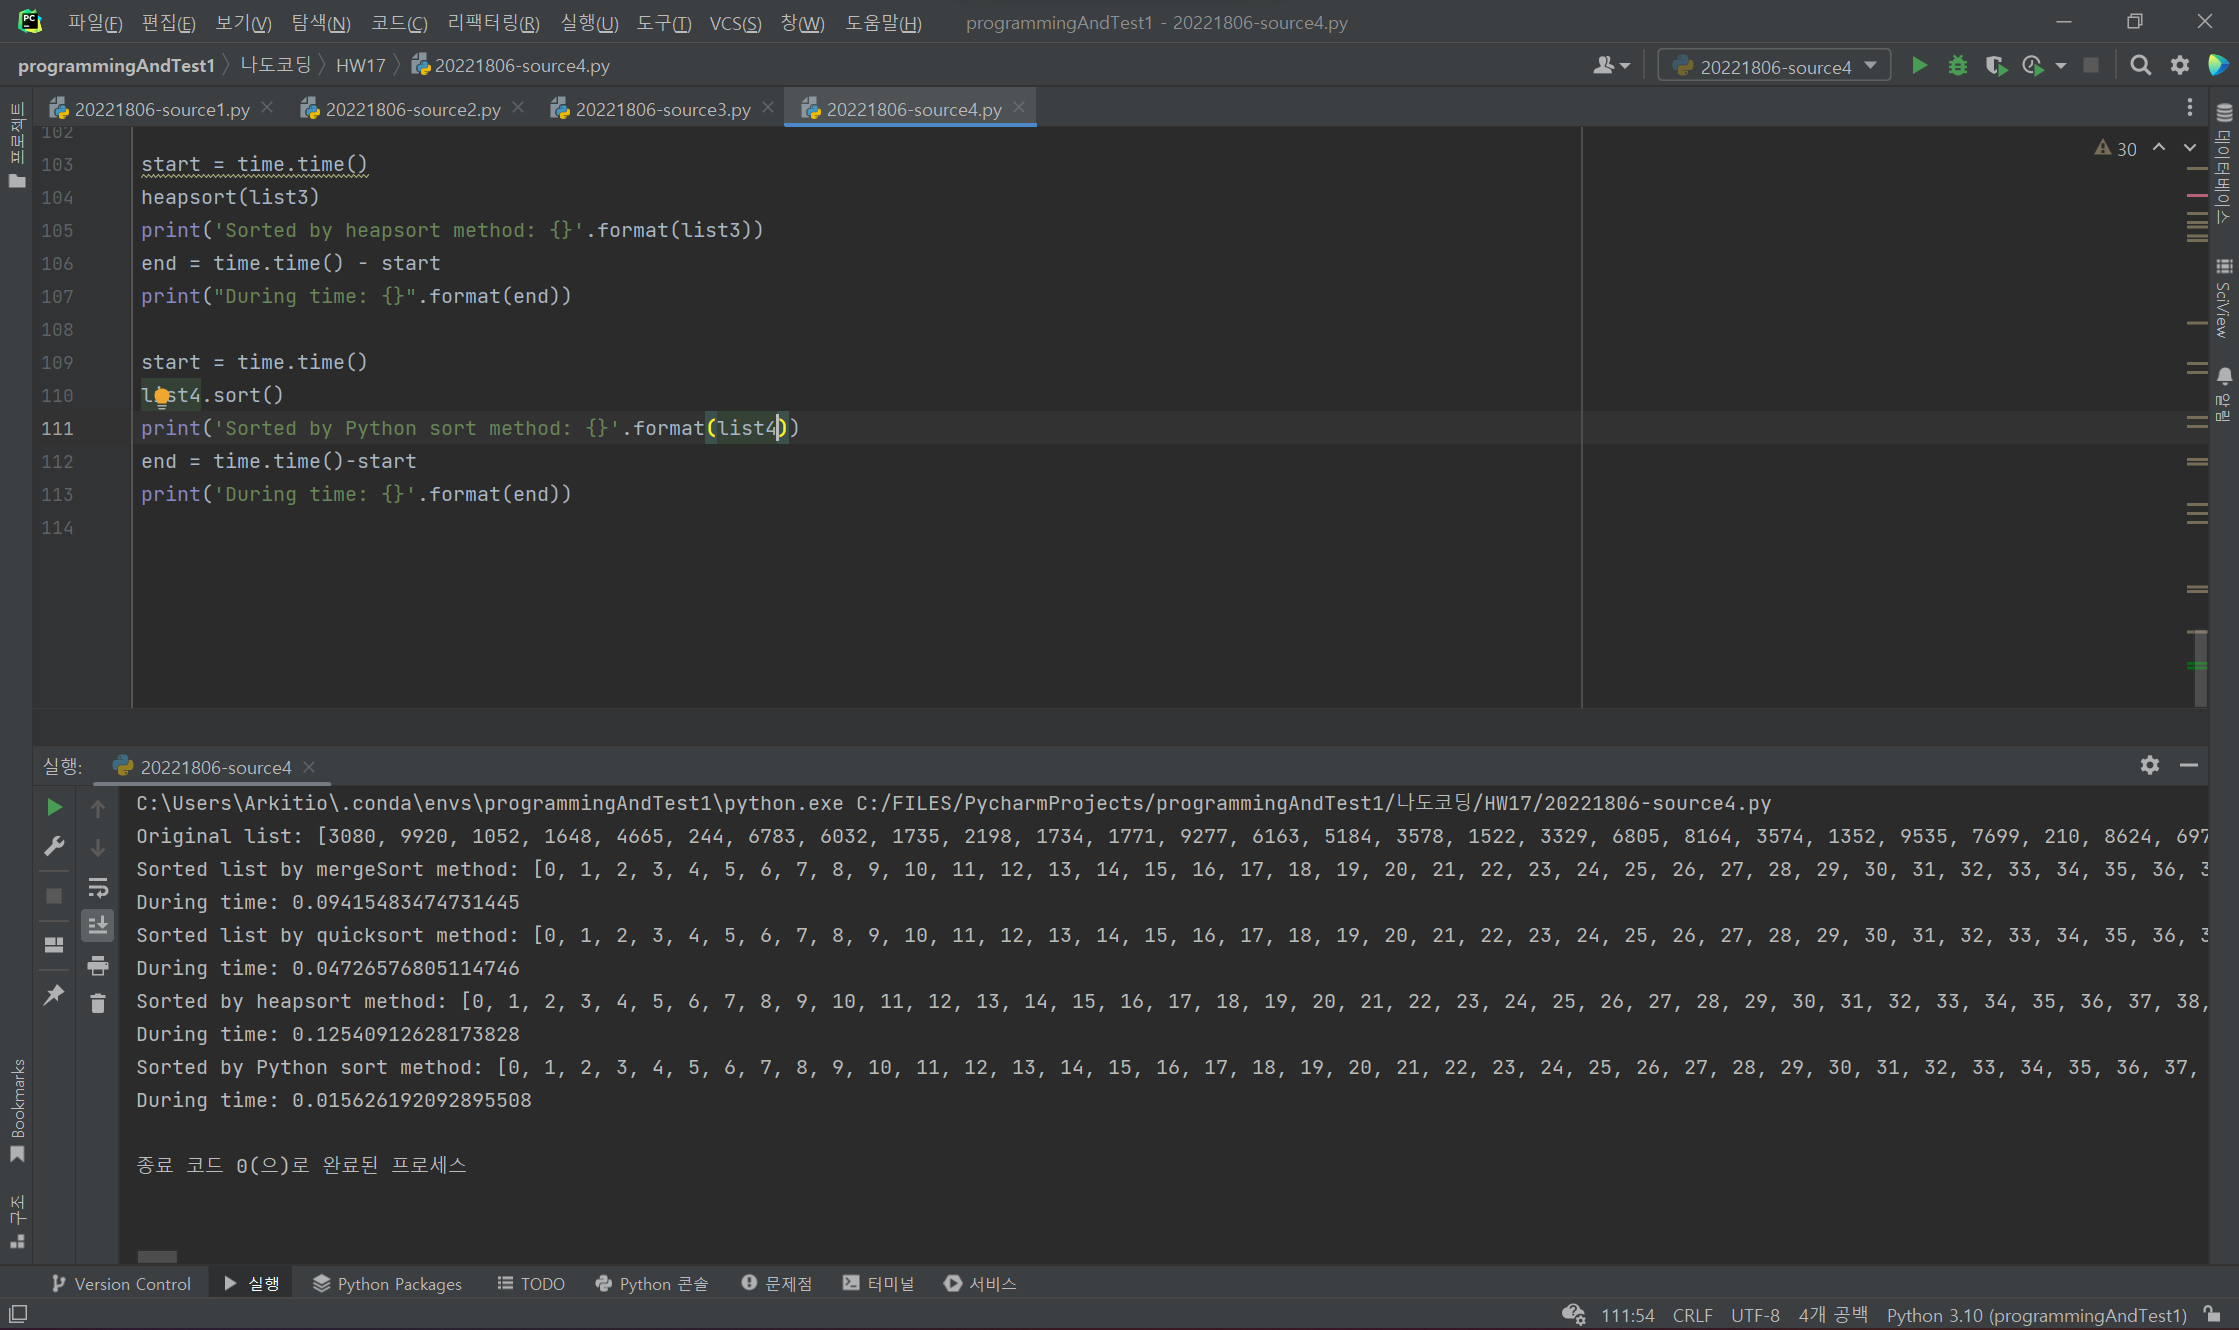 파일(F) 편집(E) 보기(V) 탐색(N) 코드(C) 리팩터링(R) 실행(U) 도구(T) VCS(S) 창(W) 도움말(H) programmingAndTest1 - 20221806-source4.py
programmingAndTest1 나도코딩 HW17 20221806-source4.py 20221806-source4
20221806-source1.py 20221806-source2.py 20221806-source3.py 20221806-source4.py
프로젝트
데이터베이스
SciView
알림
30
102
103 start = time.time()
104 heapsort(list3)
105 print('Sorted by heapsort method: {}'.format(list3))
106 end = time.time() - start
107 print("During time: {}".format(end))
108
109 start = time.time()
110 list4.sort()
111 print('Sorted by Python sort method: {}'.format(list4))
112 end = time.time()-start
113 print('During time: {}'.format(end))
114
실행: 20221806-source4
C:\Users\Arkitio\.conda\envs\programmingAndTest1\python.exe C:/FILES/PycharmProjects/programmingAndTest1/나도코딩/HW17/20221806-source4.py
Original list: [3080, 9920, 1052, 1648, 4665, 244, 6783, 6032, 1735, 2198, 1734, 1771, 9277, 6163, 5184, 3578, 1522, 3329, 6805, 8164, 3574, 1352, 9535, 7699, 210, 8624, 697
Sorted list by mergeSort method: [0, 1, 2, 3, 4, 5, 6, 7, 8, 9, 10, 11, 12, 13, 14, 15, 16, 17, 18, 19, 20, 21, 22, 23, 24, 25, 26, 27, 28, 29, 30, 31, 32, 33, 34, 35, 36, 3
During time: 0.09415483474731445
Sorted list by quicksort method: [0, 1, 2, 3, 4, 5, 6, 7, 8, 9, 10, 11, 12, 13, 14, 15, 16, 17, 18, 19, 20, 21, 22, 23, 24, 25, 26, 27, 28, 29, 30, 31, 32, 33, 34, 35, 36, 3
During time: 0.04726576805114746
Sorted by heapsort method: [0, 1, 2, 3, 4, 5, 6, 7, 8, 9, 10, 11, 12, 13, 14, 15, 16, 17, 18, 19, 20, 21, 22, 23, 24, 25, 26, 27, 28, 29, 30, 31, 32, 33, 34, 35, 36, 37, 38,
During time: 0.12540912628173828
Sorted by Python sort method: [0, 1, 2, 3, 4, 5, 6, 7, 8, 9, 10, 11, 12, 13, 14, 15, 16, 17, 18, 19, 20, 21, 22, 23, 24, 25, 26, 27, 28, 29, 30, 31, 32, 33, 34, 35, 36, 37,
During time: 0.015626192092895508
종료 코드 0(으)로 완료된 프로세스
Bookmarks
구조
Version Control 실행 Python Packages TODO Python 콘솔 문제점 터미널 서비스
111:54 CRLF UTF-8 4개 공백 Python 3.10 (programmingAndTest1)